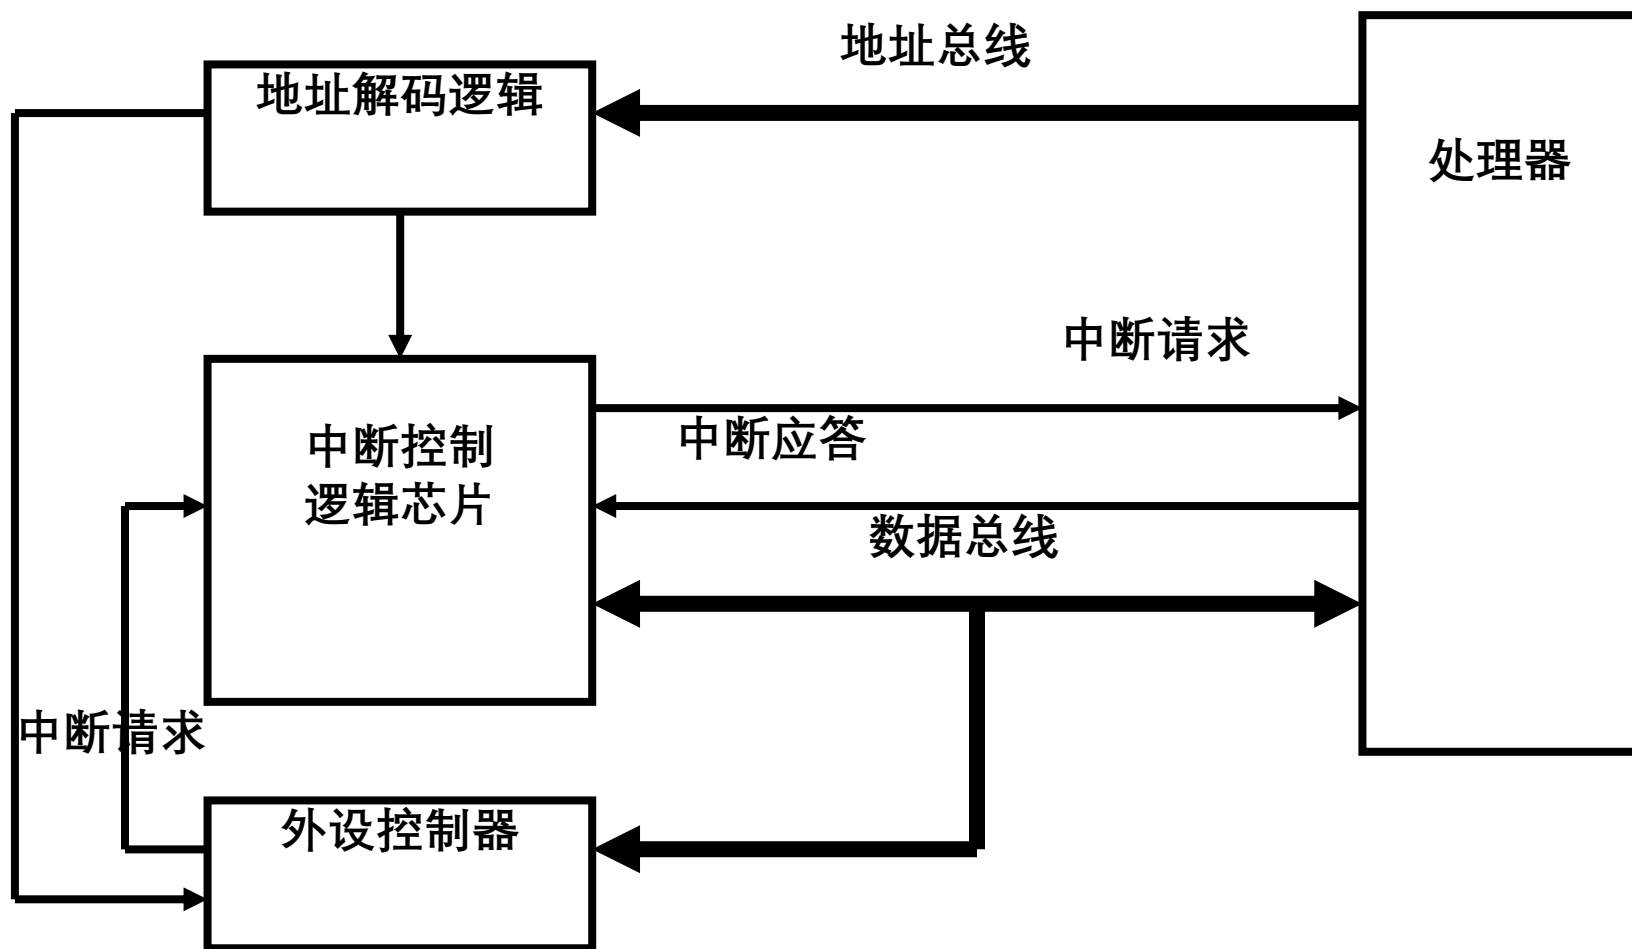 地址总线
地址解码逻辑
处理器
中断请求
中断应答
中断控制
逻辑芯片
数据总线
中断请求
外设控制器